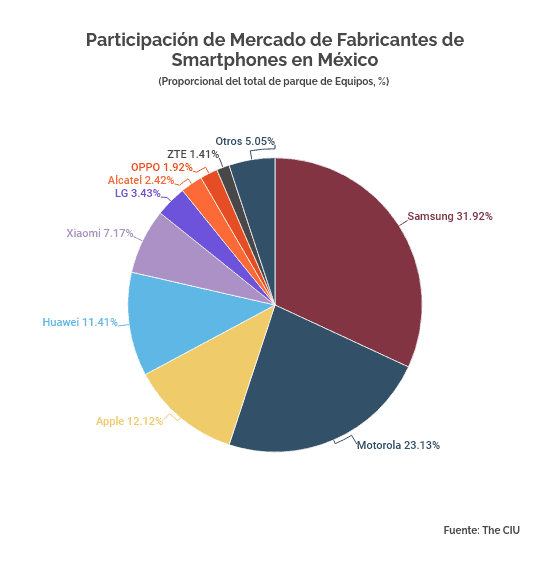 Participación de Mercado de Fabricantes de
Smartphones en México
(Proporcional del total de parque de Equipos, %)
Otros 5.05%
ZTE 1.41%
OPPO 1.92%
Alcatel 2.42%
LG 3.43%
Samsung 31.92%
Xiaomi 7.17%
Huawei 11.41%
Apple 12.12%
Motorola 23.13%
Fuente: The CIU